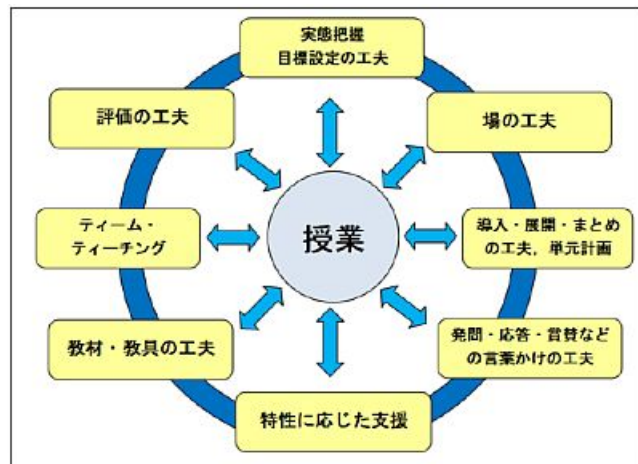 実態把握
目標設定の工夫
評価の工夫
場の工夫
ティーム・
ティーチング
授業
導入・展開・まとめ
の工夫，単元計画
教材・教具の工夫
発問・応答・賞賛など
の言葉かけの工夫
特性に応じた支援